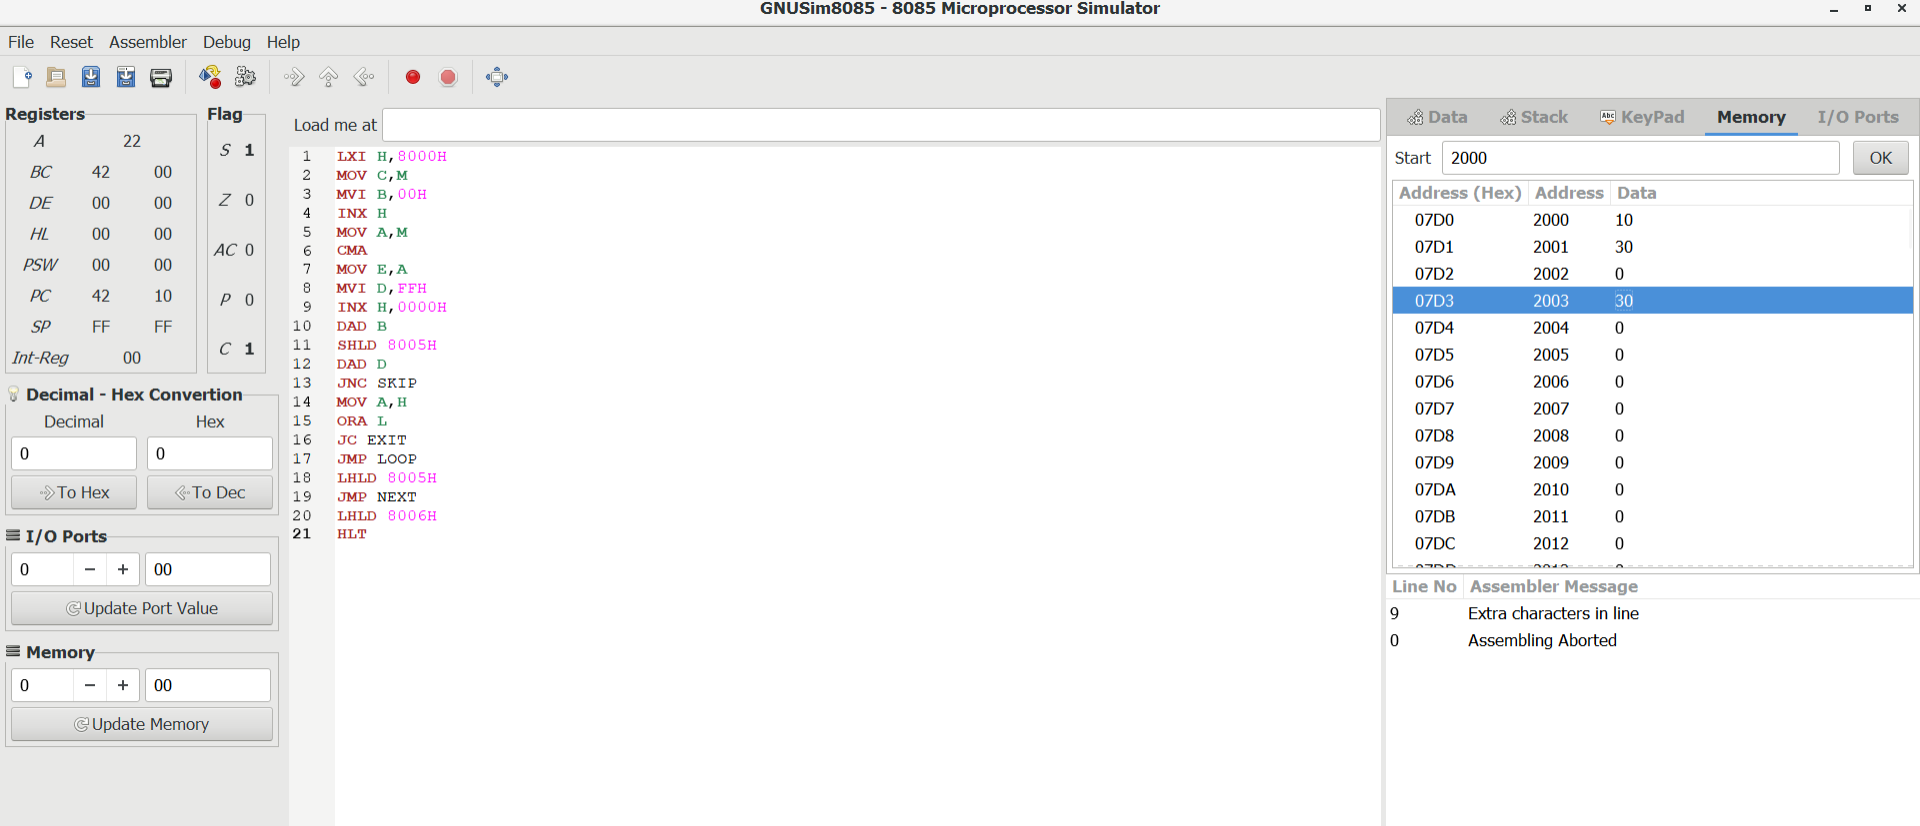 GNUSim8085 - 8085 Microprocessor Simulator
File Reset Assembler Debug Help
Registers
A 22
BC 42 00
DE 00 00
HL 00 00
PSW 00 00
PC 42 10
SP FF FF
Int-Reg 00
Flag
S 1
Z 0
AC 0
P 0
C 1
Decimal - Hex Convertion
Decimal Hex
0 0
To Hex To Dec
I/O Ports
0 − + 00
Update Port Value
Memory
0 − + 00
Update Memory
Load me at
1 LXI H,8000H
2 MOV C,M
3 MVI B,00H
4 INX H
5 MOV A,M
6 CMA
7 MOV E,A
8 MVI D,FFH
9 INX H,0000H
10 DAD B
11 SHLD 8005H
12 DAD D
13 JNC SKIP
14 MOV A,H
15 ORA L
16 JC EXIT
17 JMP LOOP
18 LHLD 8005H
19 JMP NEXT
20 LHLD 8006H
21 HLT
Data Stack Abc KeyPad Memory I/O Ports
Start 2000 OK
Address (Hex) Address Data
07D0 2000 10
07D1 2001 30
07D2 2002 0
07D3 2003 30
07D4 2004 0
07D5 2005 0
07D6 2006 0
07D7 2007 0
07D8 2008 0
07D9 2009 0
07DA 2010 0
07DB 2011 0
07DC 2012 0
Line No Assembler Message
9 Extra characters in line
0 Assembling Aborted